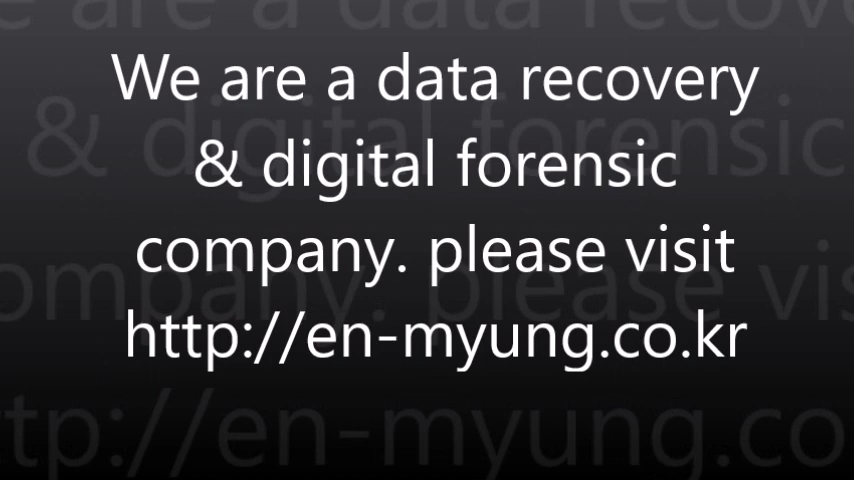 We are a data recovery
& digital forensic
company. please visit
http://en-myung.co.kr